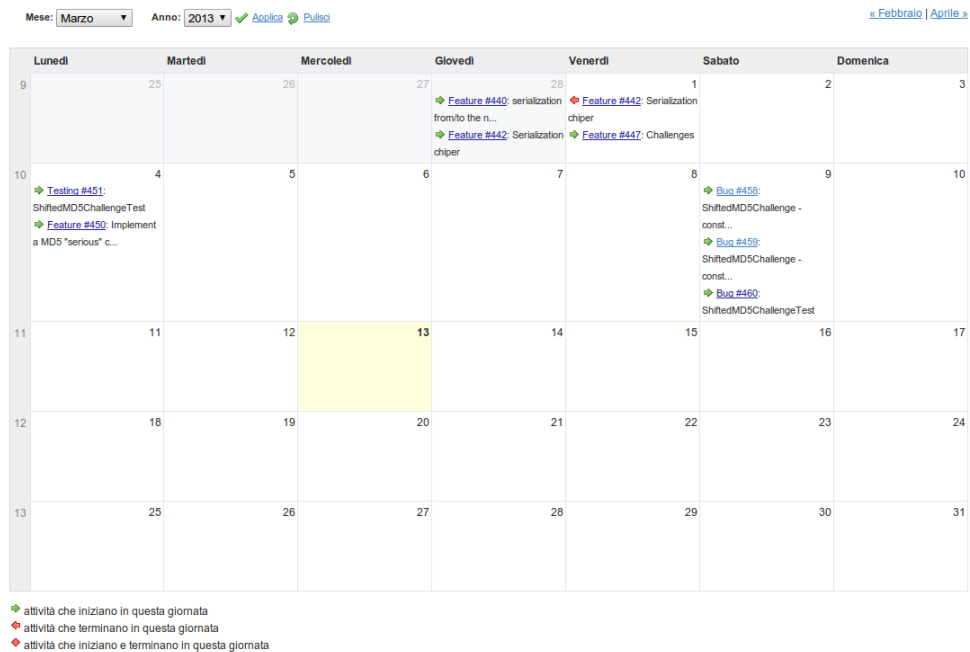 Mese: Marzo Anno: 2013 Applica Pulisci « Febbraio | Aprile »
Lunedì Martedì Mercoledì Giovedì Venerdì Sabato Domenica
9 25 26 27 28 1 2 3
Feature #440: serialization
from/to the n...
Feature #442: Serialization
chiper
Feature #442: Serialization
chiper
Feature #447: Challenges
10 4 5 6 7 8 9 10
Testing #451:
ShiftedMD5ChallengeTest
Feature #450: Implement
a MD5 "serious" c...
Bug #458:
ShiftedMD5Challenge -
const...
Bug #459:
ShiftedMD5Challenge -
const...
Bug #460:
ShiftedMD5ChallengeTest
11 11 12 13 14 15 16 17
12 18 19 20 21 22 23 24
13 25 26 27 28 29 30 31
attività che iniziano in questa giornata
attività che terminano in questa giornata
attività che iniziano e terminano in questa giornata